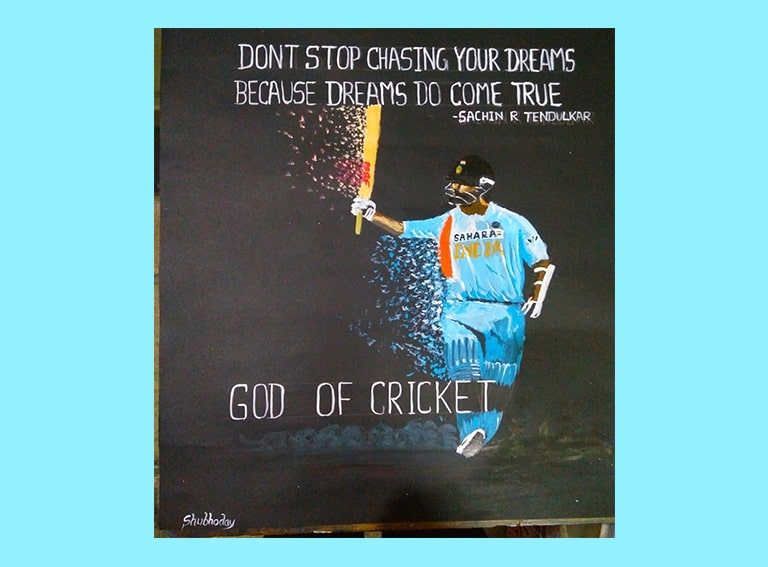 DONT STOP CHASING YOUR DREAMS
BECAUSE DREAMS DO COME TRUE
-SACHIN R TENDULKAR
SAHARA
INDIA
GOD OF CRICKET
Shubhoday